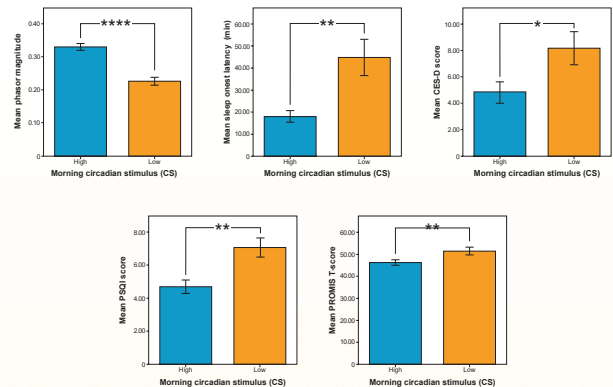 ****
Mean phasor magnitude
0.40
0.30
0.20
0.10
0
High
Low
Morning circadian stimulus (CS)
**
Mean sleep onest latency (min)
60.00
50.00
40.00
30.00
20.00
10.00
0
High
Low
Morning circadian stimulus (CS)
*
Mean CES-D score
10.00
8.00
6.00
4.00
2.00
0
High
Low
Morning circadian stimulus (CS)
**
Mean PSQI score
8.00
6.00
4.00
2.00
0
High
Low
Morning circadian stimulus (CS)
**
Mean PROMIS T-score
60.00
50.00
40.00
30.00
20.00
10.00
0
High
Low
Morning circadian stimulus (CS)